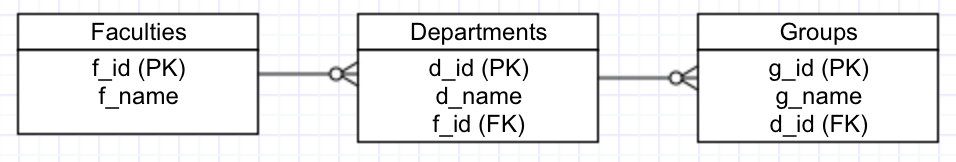 Faculties
f_id (PK)
f_name
Departments
d_id (PK)
d_name
f_id (FK)
Groups
g_id (PK)
g_name
d_id (FK)